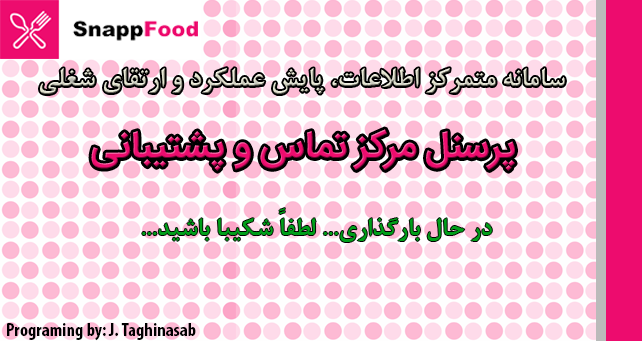 SnappFood
سامانه متمرکز اطلاعات، پایش عملکرد و ارتقای شغلی
پرسنل مرکز تماس و پشتیبانی
در حال بارگذاری... لطفاً شکیبا باشید...
Programing by: J. Taghinasab